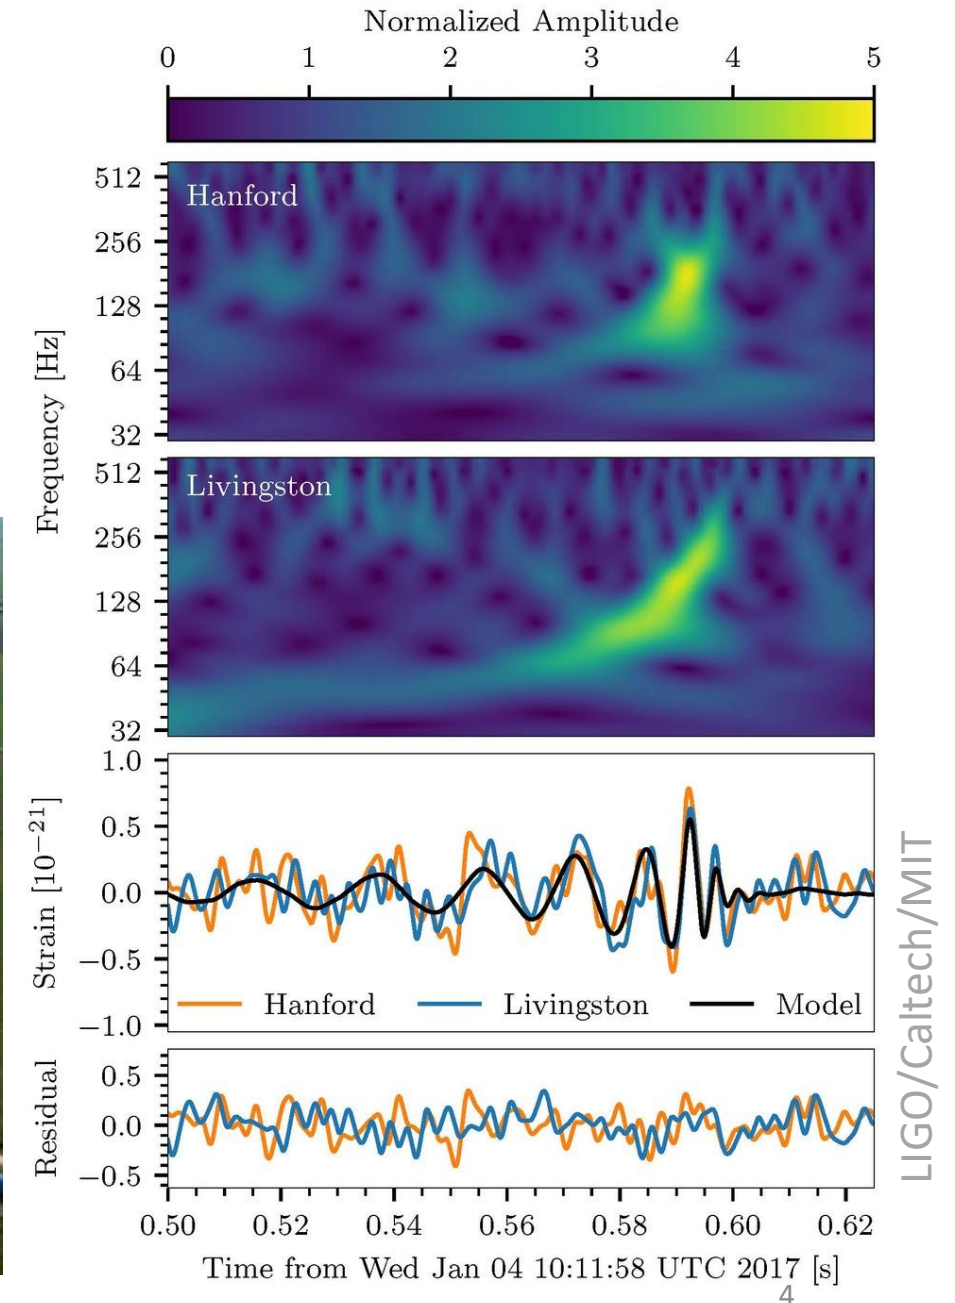 Normalized Amplitude
0 1 2 3 4 5
Hanford
512
256
128
64
32
Frequency [Hz]
Livingston
512
256
128
64
32
1.0
0.5
0.0
−0.5
−1.0
Strain [10⁻²¹]
Hanford Livingston Model
0.5
0.0
−0.5
Residual
0.50 0.52 0.54 0.56 0.58 0.60 0.62
Time from Wed Jan 04 10:11:58 UTC 2017 [s]
LIGO/Caltech/MIT
4